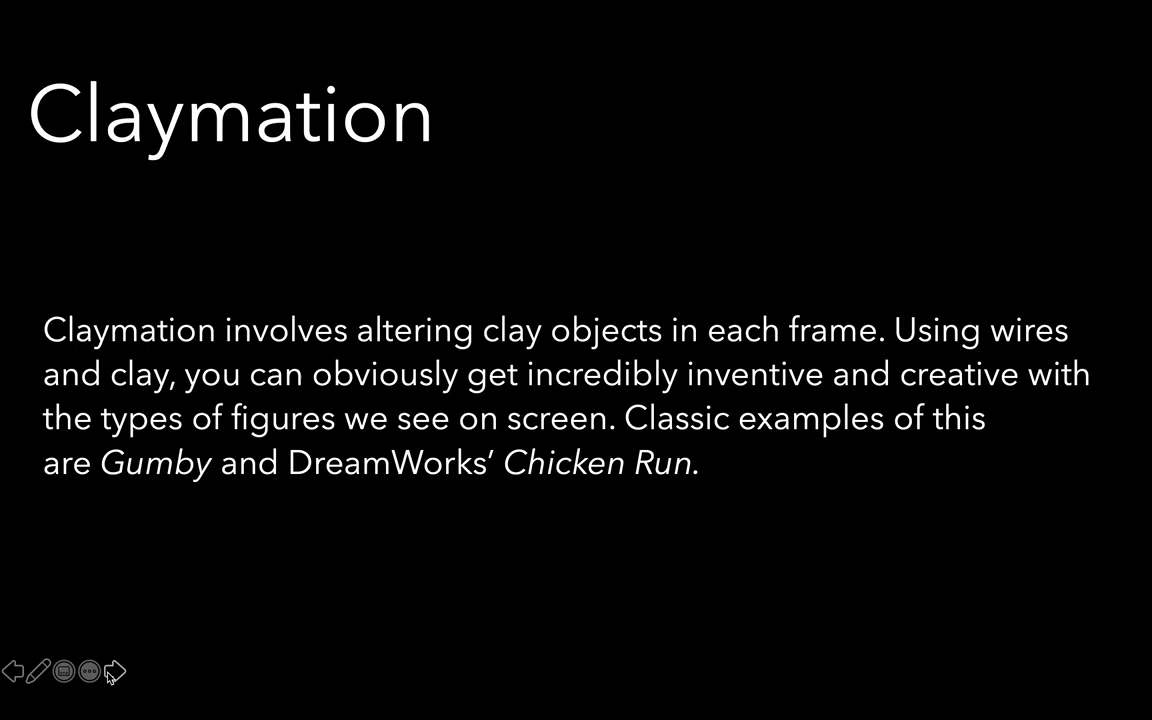 Claymation
Claymation involves altering clay objects in each frame. Using wires
and clay, you can obviously get incredibly inventive and creative with
the types of figures we see on screen. Classic examples of this
are Gumby and DreamWorks’ Chicken Run.